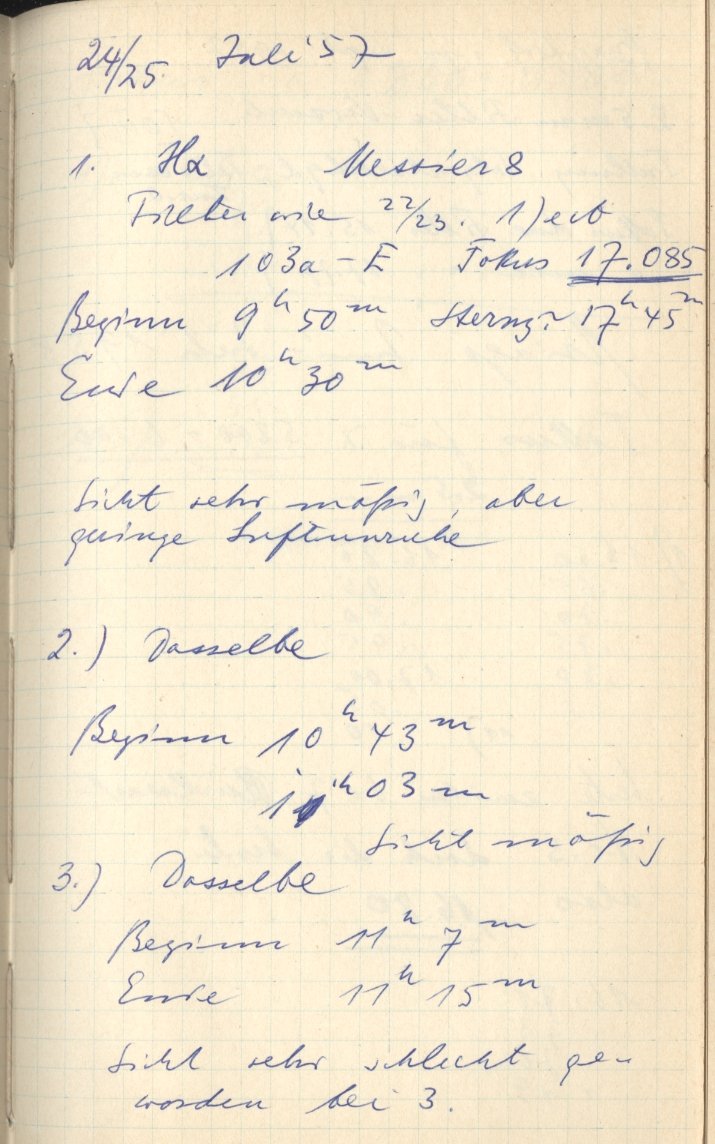 24/25. Juli '57
1. Hα Messier 8
Filter wie 22/23. 1)
103a-E Fokus 17.085
Beginn 9h 50m Sternz. 17h 45m
Ende 10h 30m
Sicht sehr mäßig, aber
geringe Luftunruhe
2.) Dasselbe
Beginn 10h 43m
11h 03m
Sicht mäßig
3.) Dasselbe
Beginn 11h 7m
Ende 11h 15m
Sicht sehr schlecht ge-
worden bei 3.